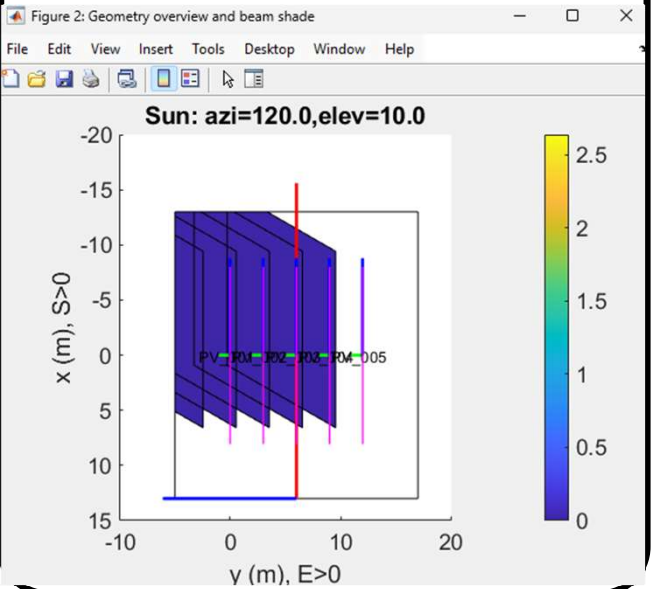 Figure 2: Geometry overview and beam shade
File Edit View Insert Tools Desktop Window Help
Sun: azi=120.0,elev=10.0
-20
-15
-10
-5
0
5
10
15
x (m), S>0
_005
-10 0 10 20
y (m), E>0
2.5
2
1.5
1
0.5
0